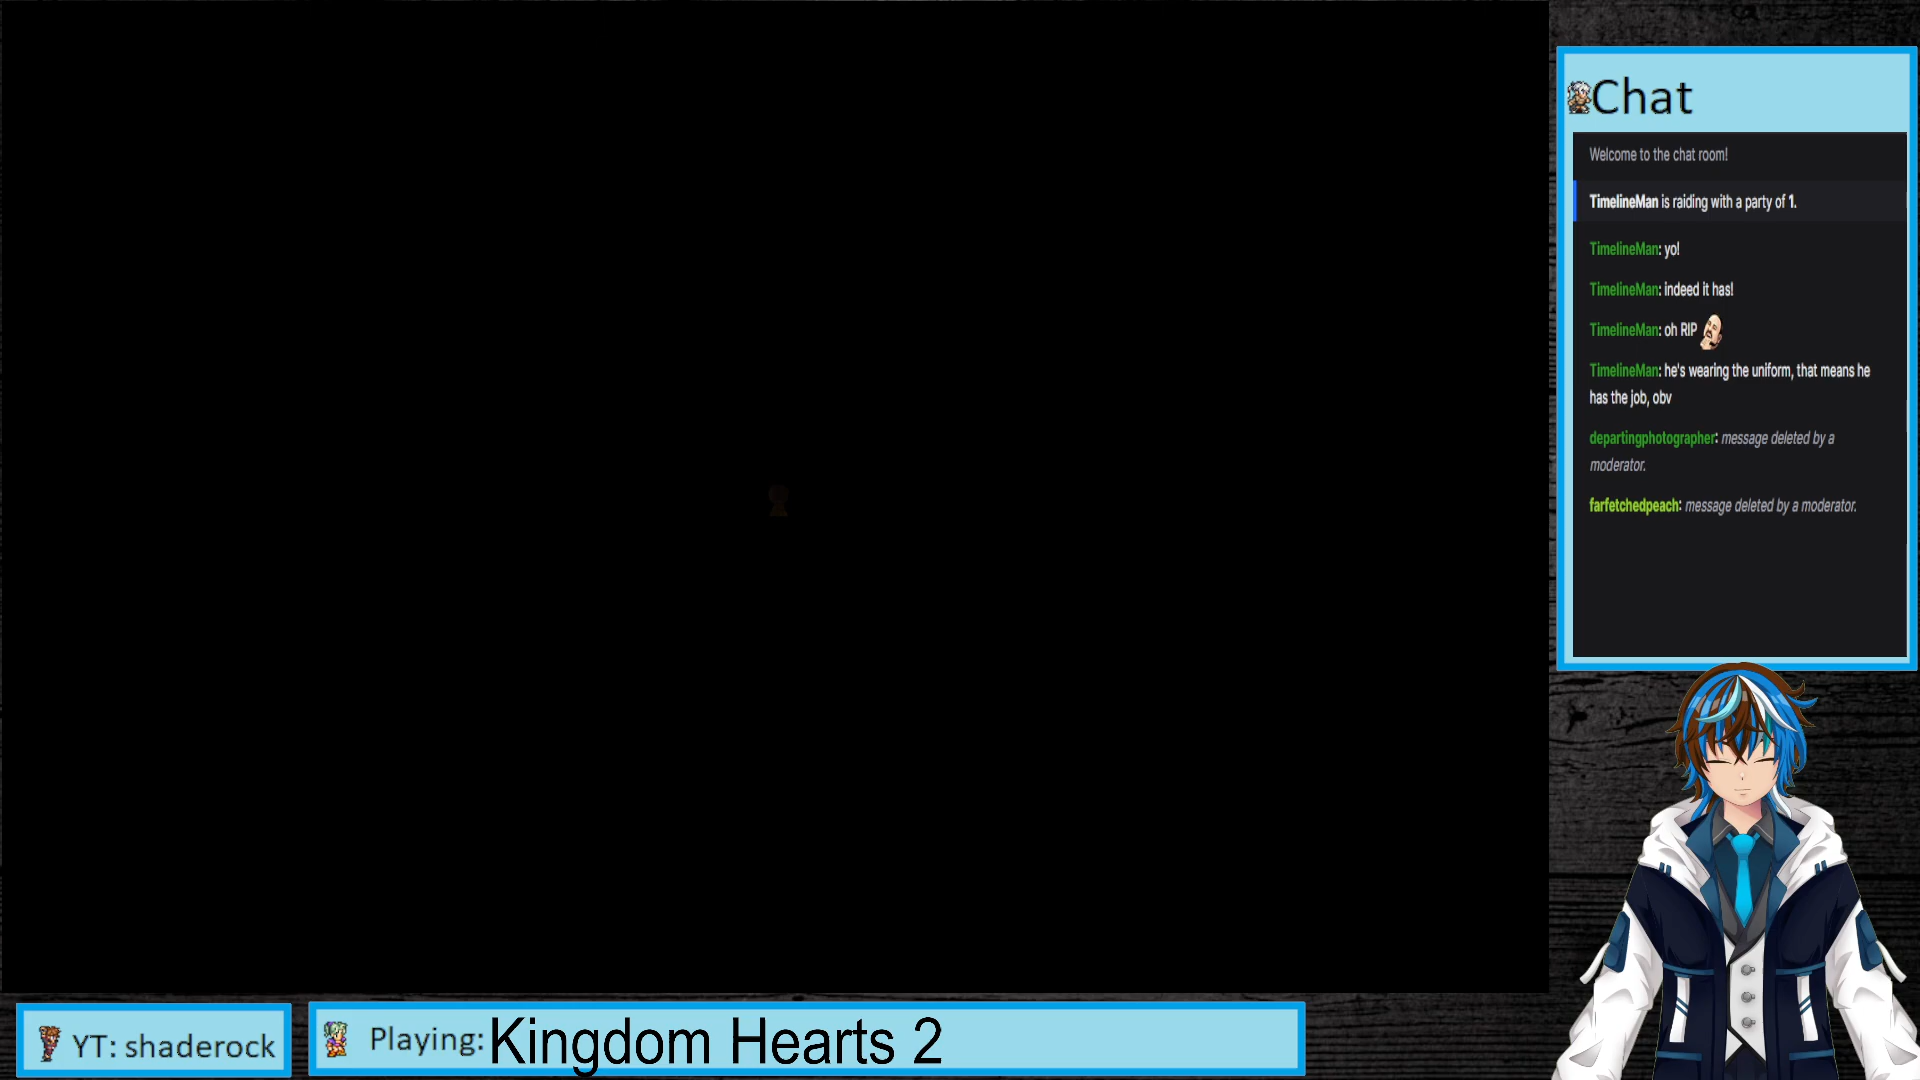 Chat
Welcome to the chat room!
TimelineMan is raiding with a party of 1.
TimelineMan: yo!
TimelineMan: indeed it has!
TimelineMan: oh RIP
TimelineMan: he's wearing the uniform, that means he
has the job, obv
departingphotographer: message deleted by a
moderator.
farfetchedpeach: message deleted by a moderator.
YT: shaderock
Playing: Kingdom Hearts 2